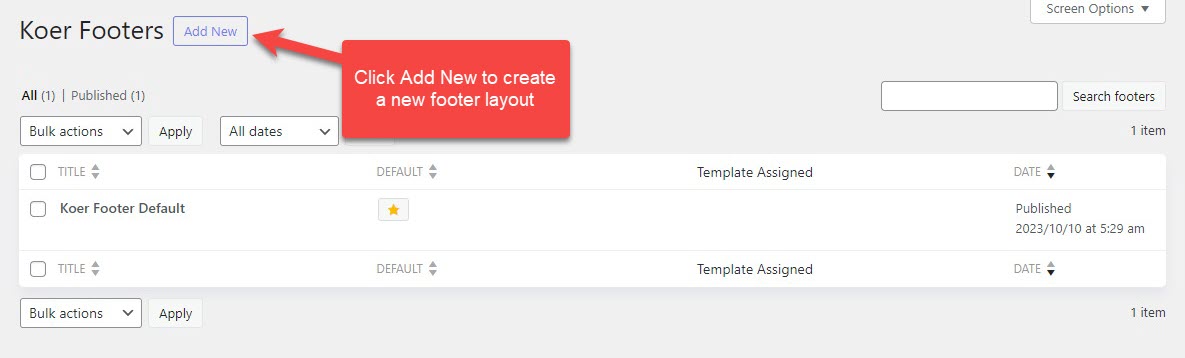 Screen Options
Koer Footers Add New
Click Add New to create
a new footer layout
All (1) | Published (1)
Search footers
Bulk actions Apply All dates
1 item
TITLE DEFAULT Template Assigned DATE
Koer Footer Default Published
2023/10/10 at 5:29 am
TITLE DEFAULT Template Assigned DATE
Bulk actions Apply 1 item